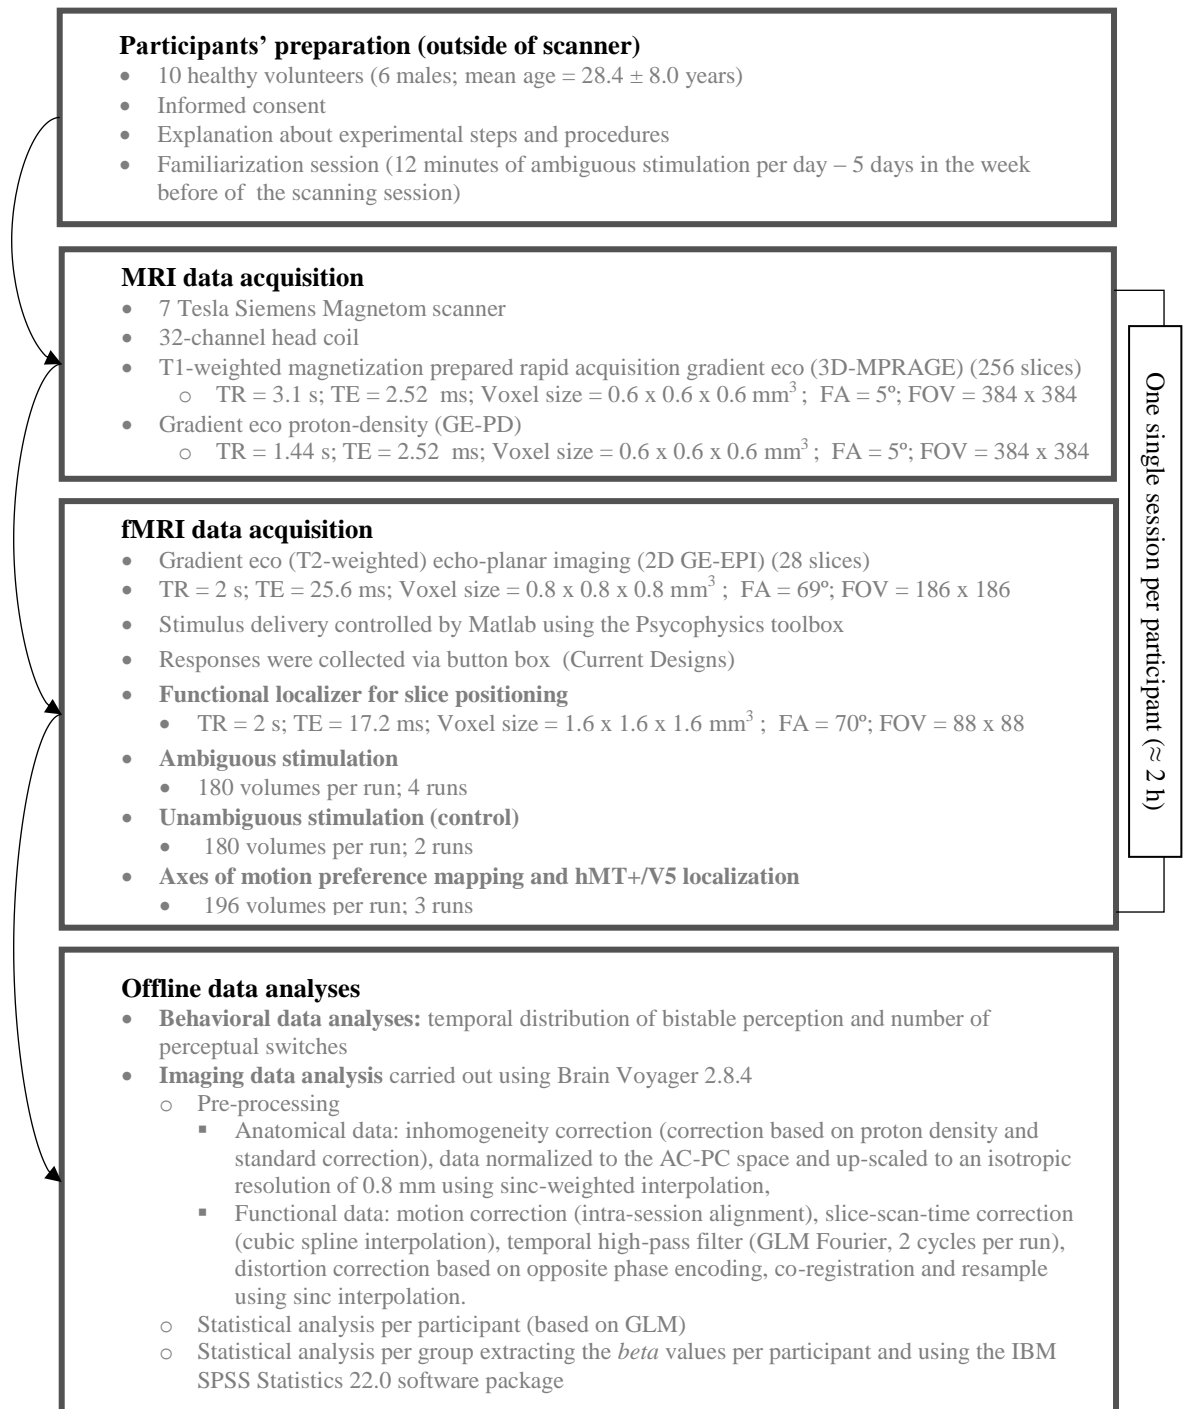 Participants’ preparation (outside of scanner)
• 10 healthy volunteers (6 males; mean age = 28.4 ± 8.0 years)
• Informed consent
• Explanation about experimental steps and procedures
• Familiarization session (12 minutes of ambiguous stimulation per day – 5 days in the week
before of the scanning session)
MRI data acquisition
• 7 Tesla Siemens Magnetom scanner
• 32-channel head coil
• T1-weighted magnetization prepared rapid acquisition gradient eco (3D-MPRAGE) (256 slices)
o TR = 3.1 s; TE = 2.52 ms; Voxel size = 0.6 x 0.6 x 0.6 mm³ ; FA = 5º; FOV = 384 x 384
• Gradient eco proton-density (GE-PD)
o TR = 1.44 s; TE = 2.52 ms; Voxel size = 0.6 x 0.6 x 0.6 mm³ ; FA = 5º; FOV = 384 x 384
fMRI data acquisition
• Gradient eco (T2-weighted) echo-planar imaging (2D GE-EPI) (28 slices)
• TR = 2 s; TE = 25.6 ms; Voxel size = 0.8 x 0.8 x 0.8 mm³ ; FA = 69º; FOV = 186 x 186
• Stimulus delivery controlled by Matlab using the Psycophysics toolbox
• Responses were collected via button box (Current Designs)
• Functional localizer for slice positioning
• TR = 2 s; TE = 17.2 ms; Voxel size = 1.6 x 1.6 x 1.6 mm³ ; FA = 70º; FOV = 88 x 88
• Ambiguous stimulation
• 180 volumes per run; 4 runs
• Unambiguous stimulation (control)
• 180 volumes per run; 2 runs
• Axes of motion preference mapping and hMT+/V5 localization
• 196 volumes per run; 3 runs
One single session per participant (≈ 2 h)
Offline data analyses
• Behavioral data analyses: temporal distribution of bistable perception and number of
perceptual switches
• Imaging data analysis carried out using Brain Voyager 2.8.4
o Pre-processing
▪ Anatomical data: inhomogeneity correction (correction based on proton density and
standard correction), data normalized to the AC-PC space and up-scaled to an isotropic
resolution of 0.8 mm using sinc-weighted interpolation,
▪ Functional data: motion correction (intra-session alignment), slice-scan-time correction
(cubic spline interpolation), temporal high-pass filter (GLM Fourier, 2 cycles per run),
distortion correction based on opposite phase encoding, co-registration and resample
using sinc interpolation.
o Statistical analysis per participant (based on GLM)
o Statistical analysis per group extracting the beta values per participant and using the IBM
SPSS Statistics 22.0 software package